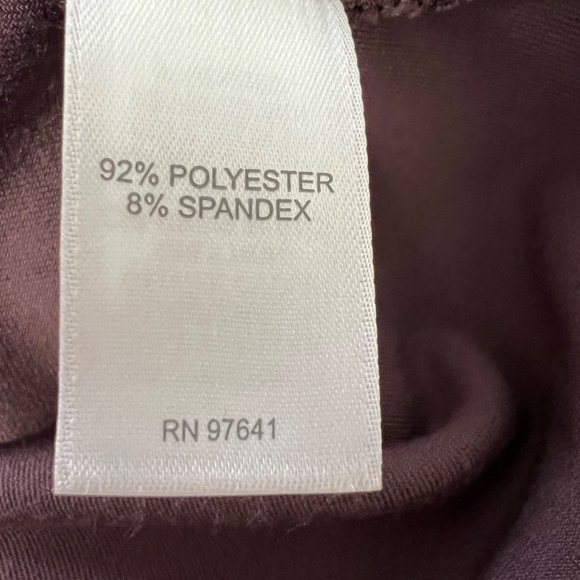 92% POLYESTER
8% SPANDEX
RN 97641